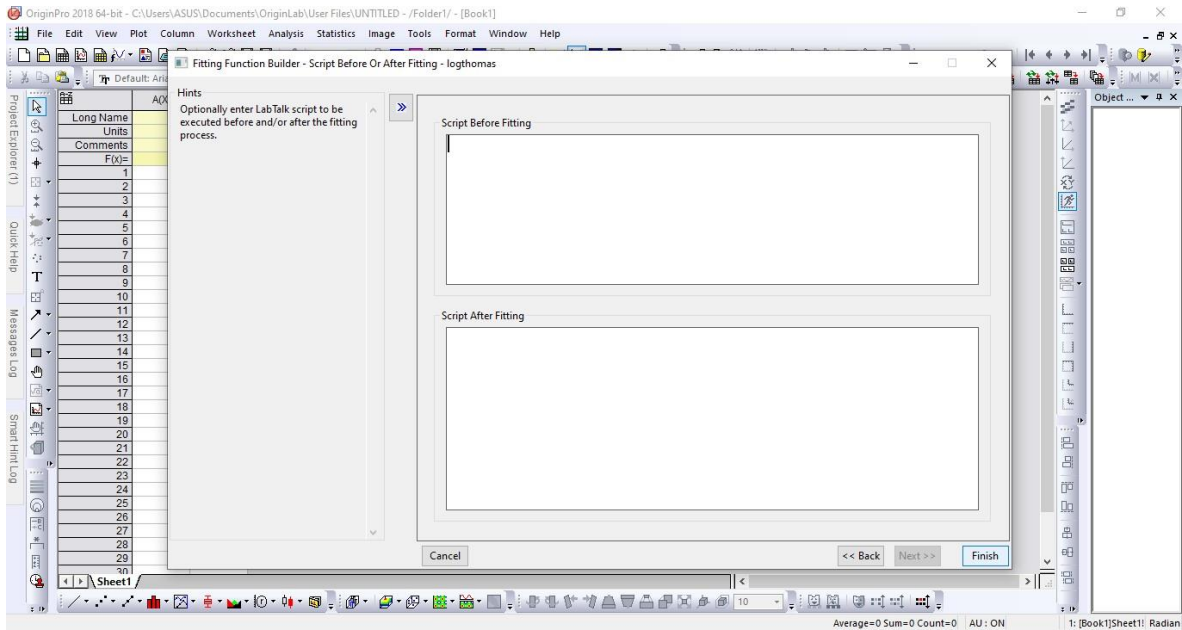 OriginPro 2018 64-bit - C:\Users\ASUS\Documents\OriginLab\User Files\UNTITLED - /Folder1/ - [Book1]
File Edit View Plot Column Worksheet Analysis Statistics Image Tools Format Window Help
Default: Aria
Fitting Function Builder - Script Before Or After Fitting - logthomas
Object ...
Project Explorer (1)
Quick Help
Messages Log
Smart Hint Log
A(X
Long Name
Units
Comments
F(x)=
1
2
3
4
5
6
7
8
9
10
11
12
13
14
15
16
17
18
19
20
21
22
23
24
25
26
27
28
29
30
Sheet1
Hints
Optionally enter LabTalk script to be
executed before and/or after the fitting
process.
Script Before Fitting
Script After Fitting
Cancel
<< Back Next >> Finish
10
Average=0 Sum=0 Count=0 AU : ON 1: [Book1]Sheet1! Radian